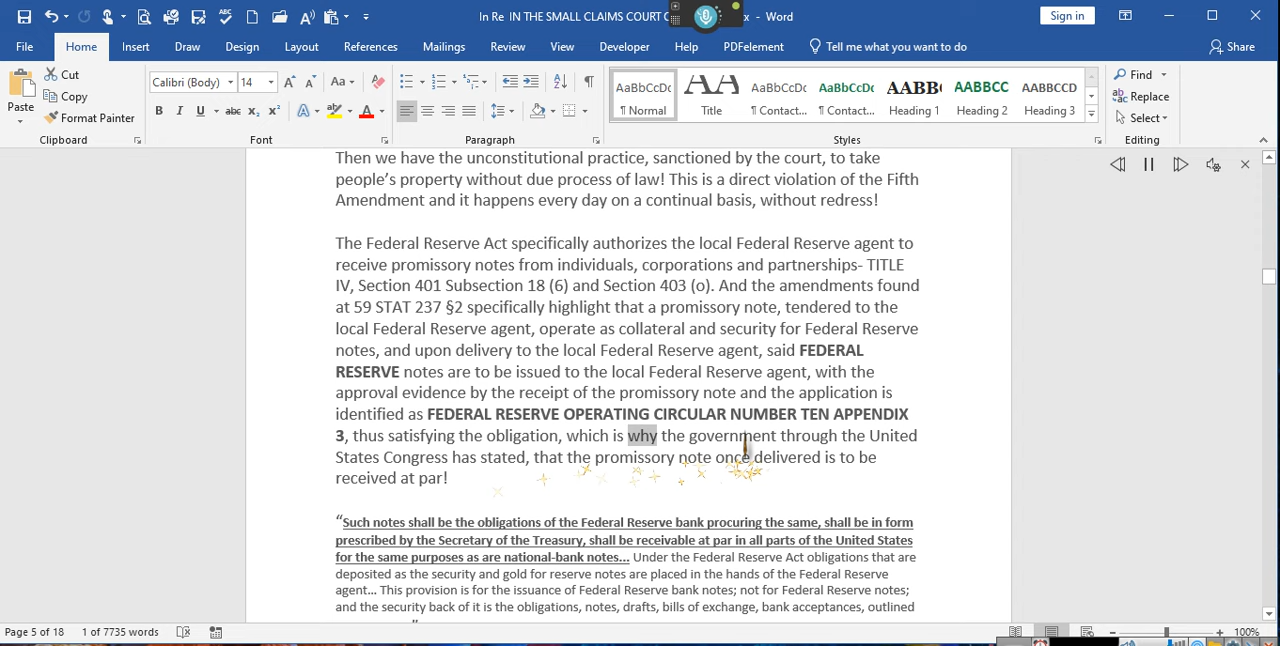 In Re IN THE SMALL CLAIMS COURT x - Word
Sign in
File Home Insert Draw Design Layout References Mailings Review View Developer Help PDFelement Tell me what you want to do Share
Cut
Copy
Format Painter
Paste
Calibri (Body) 14
AaBbCcDc ¶ Normal
Title
AaBbCcDc ¶ Contact...
AaBbCcDc ¶ Contact...
AABBC Heading 1
AABBCC Heading 2
AABBCCD Heading 3
Find
Replace
Select
Clipboard Font Paragraph Styles Editing
Then we have the unconstitutional practice, sanctioned by the court, to take
people's property without due process of law! This is a direct violation of the Fifth
Amendment and it happens every day on a continual basis, without redress!
The Federal Reserve Act specifically authorizes the local Federal Reserve agent to
receive promissory notes from individuals, corporations and partnerships- TITLE
IV, Section 401 Subsection 18 (6) and Section 403 (o). And the amendments found
at 59 STAT 237 §2 specifically highlight that a promissory note, tendered to the
local Federal Reserve agent, operate as collateral and security for Federal Reserve
notes, and upon delivery to the local Federal Reserve agent, said FEDERAL
RESERVE notes are to be issued to the local Federal Reserve agent, with the
approval evidence by the receipt of the promissory note and the application is
identified as FEDERAL RESERVE OPERATING CIRCULAR NUMBER TEN APPENDIX
3, thus satisfying the obligation, which is why the government through the United
States Congress has stated, that the promissory note once delivered is to be
received at par!
“Such notes shall be the obligations of the Federal Reserve bank procuring the same, shall be in form
prescribed by the Secretary of the Treasury, shall be receivable at par in all parts of the United States
for the same purposes as are national-bank notes... Under the Federal Reserve Act obligations that are
deposited as the security and gold for reserve notes are placed in the hands of the Federal Reserve
agent... This provision is for the issuance of Federal Reserve bank notes; not for Federal Reserve notes;
and the security back of it is the obligations, notes, drafts, bills of exchange, bank acceptances, outlined
Page 5 of 18 1 of 7735 words 100%